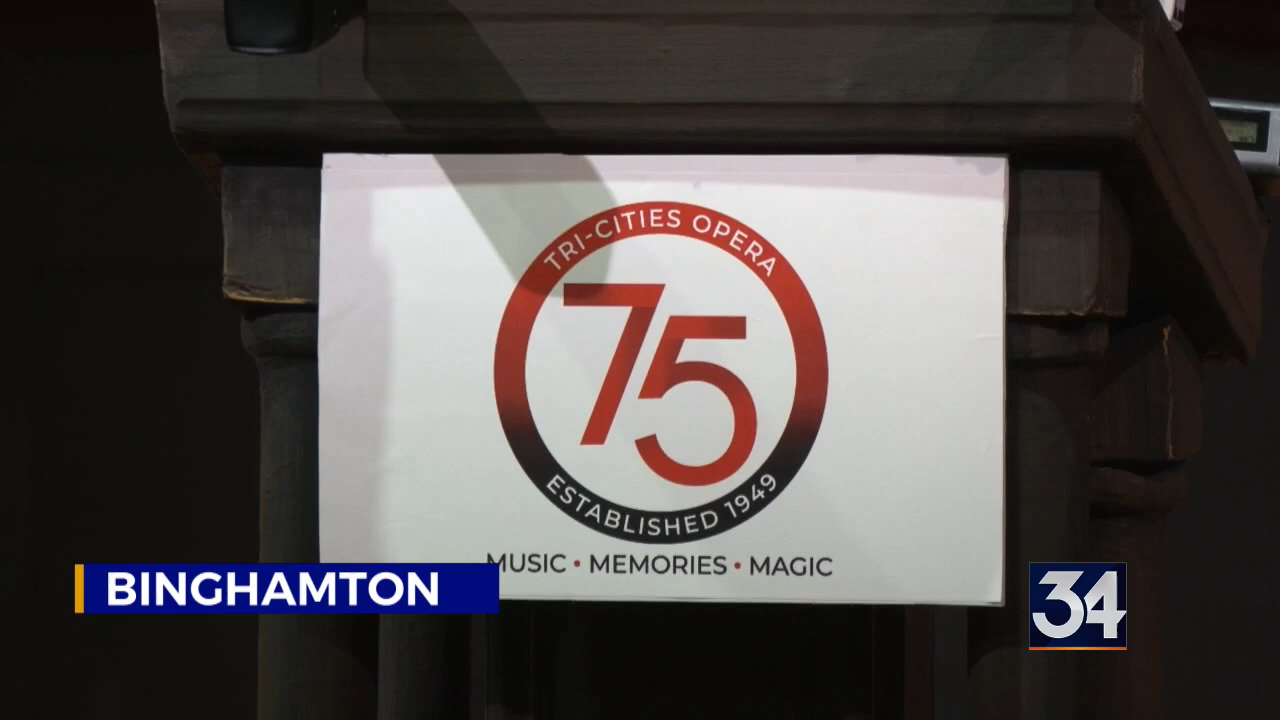 TRI-CITIES OPERA
75
ESTABLISHED 1949
MUSIC • MEMORIES • MAGIC
BINGHAMTON
34